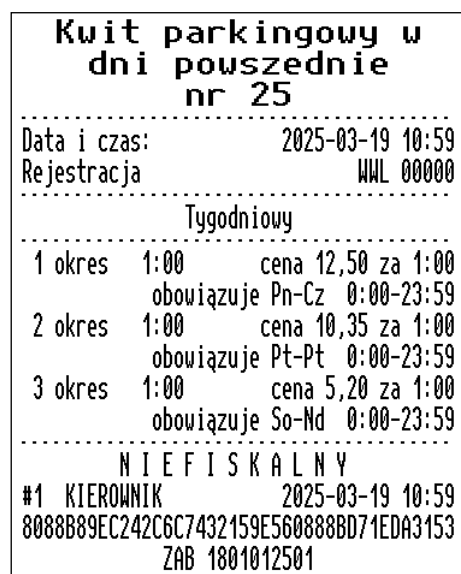 Kwit parkingowy w
dni powszednie
nr 25
Data i czas: 2025-03-19 10:59
Rejestracja WWL 00000
Tygodniowy
1 okres 1:00 cena 12,50 za 1:00
obowiązuje Pn-Cz 0:00-23:59
2 okres 1:00 cena 10,35 za 1:00
obowiązuje Pt-Pt 0:00-23:59
3 okres 1:00 cena 5,20 za 1:00
obowiązuje So-Nd 0:00-23:59
N I E F I S K A L N Y
#1 KIEROWNIK 2025-03-19 10:59
8088B89EC242C6C7432159E560888BD71EDA3153
ZAB 1801012501